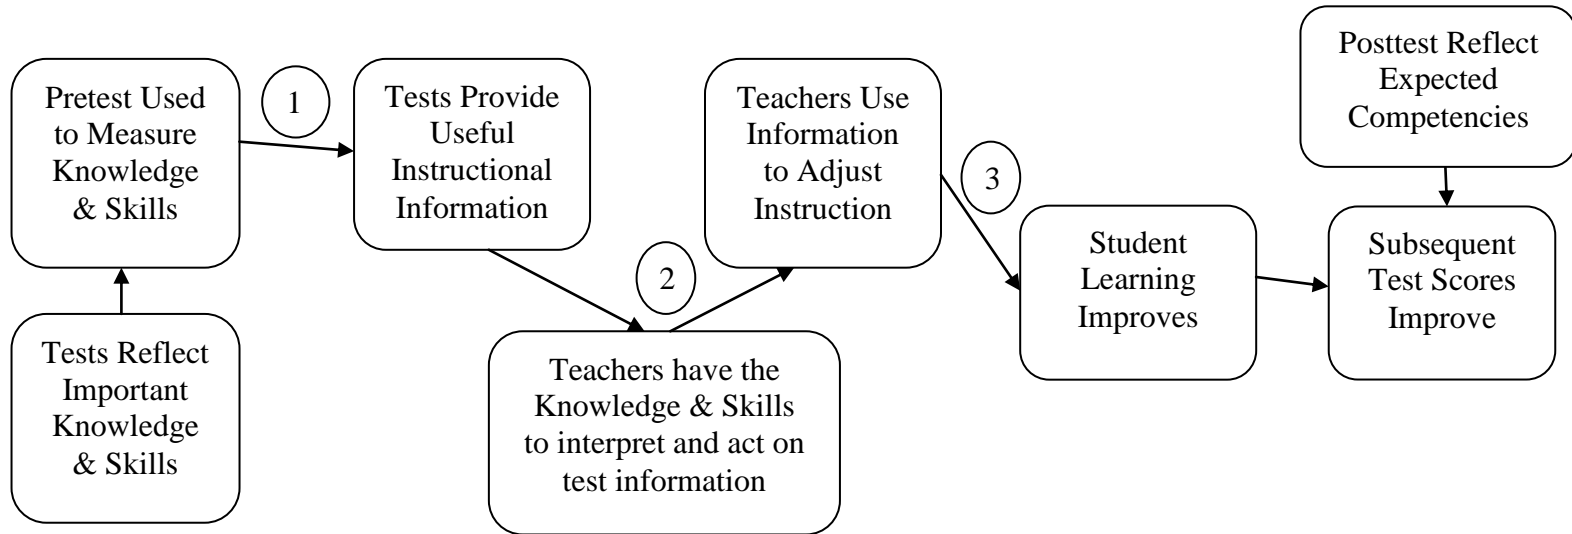 Pretest Used
to Measure
Knowledge
& Skills
1
Tests Provide
Useful
Instructional
Information
Teachers Use
Information
to Adjust
Instruction
3
Posttest Reflect
Expected
Competencies
2
Student
Learning
Improves
Subsequent
Test Scores
Improve
Tests Reflect
Important
Knowledge
& Skills
Teachers have the
Knowledge & Skills
to interpret and act on
test information